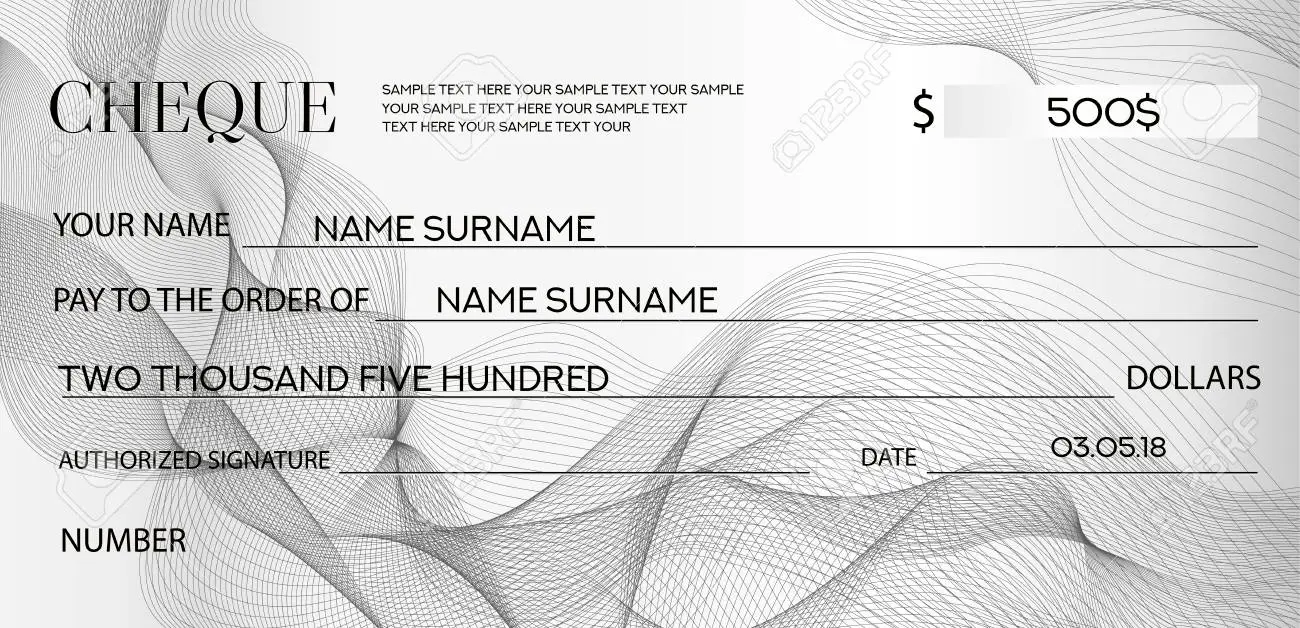 CHEQUE
SAMPLE TEXT HERE YOUR SAMPLE TEXT YOUR SAMPLE
YOUR SAMPLE TEXT HERE YOUR SAMPLE TEXT
TEXT HERE YOUR SAMPLE TEXT YOUR
$ 500$
YOUR NAME NAME SURNAME
PAY TO THE ORDER OF NAME SURNAME
TWO THOUSAND FIVE HUNDRED DOLLARS
AUTHORIZED SIGNATURE DATE 03.05.18
NUMBER
123RF
123RF
123RF